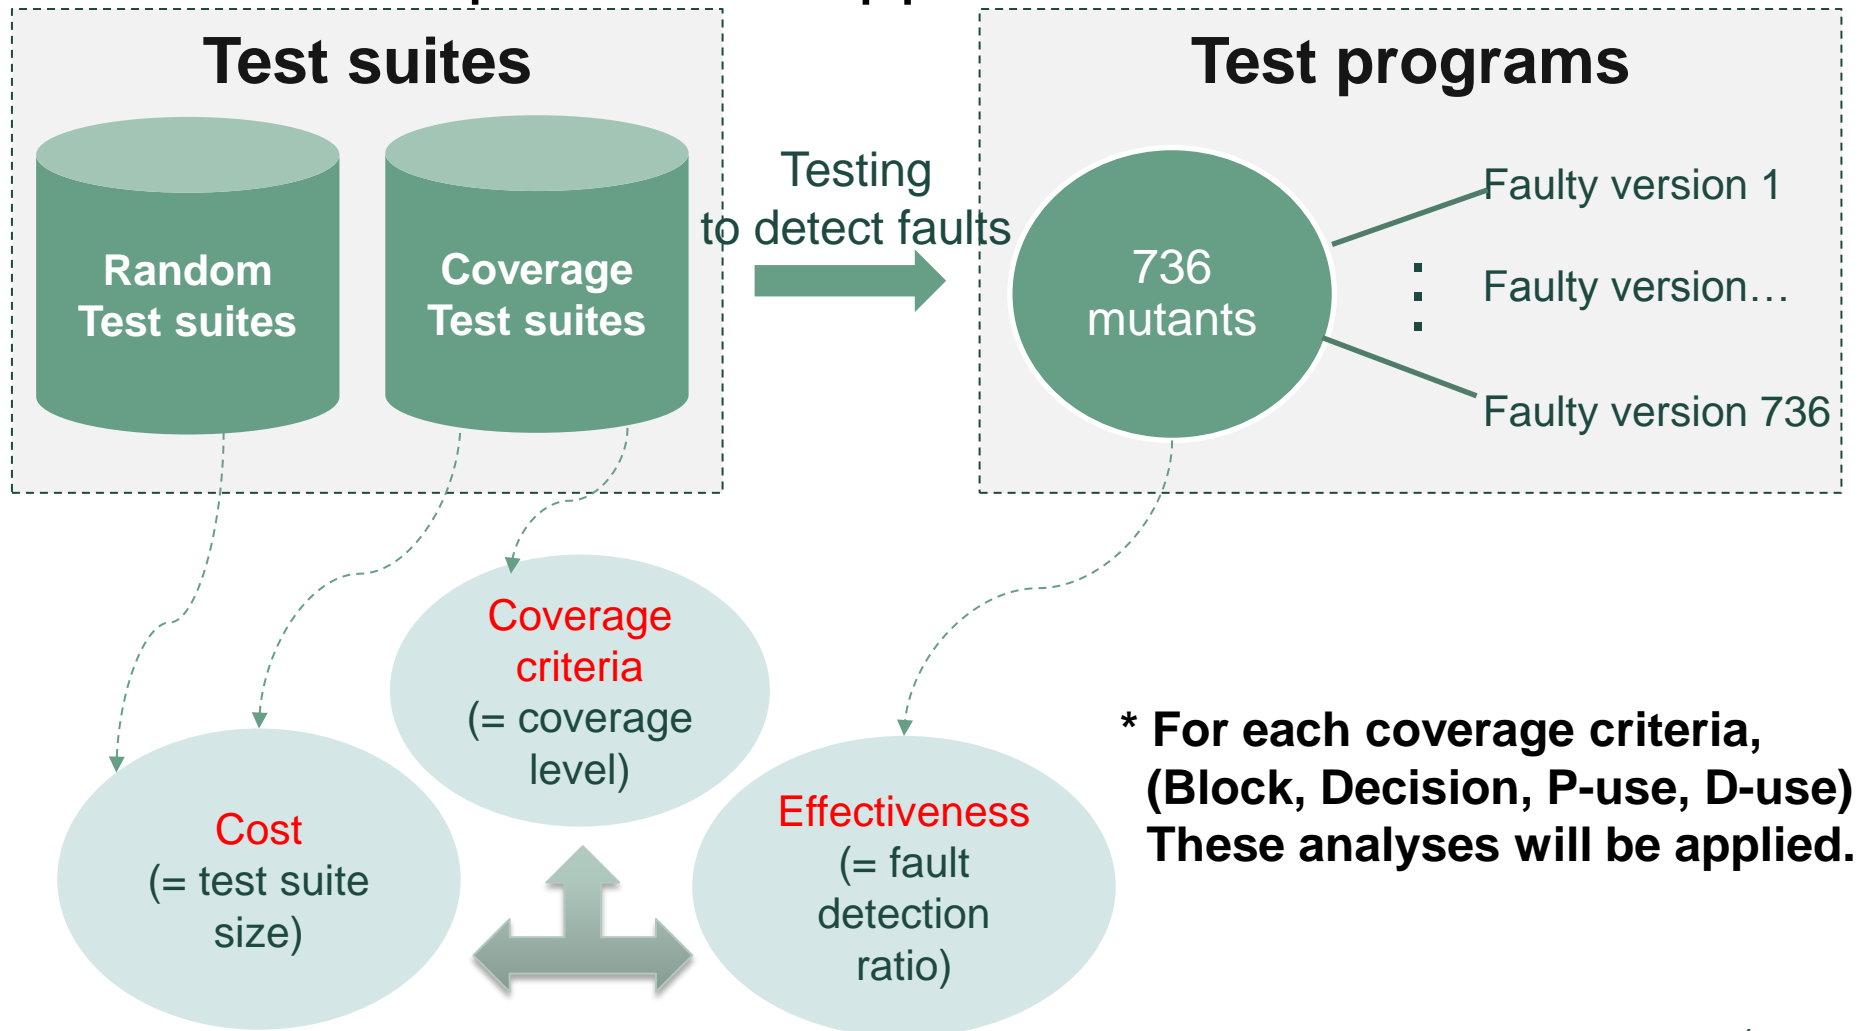 Test suites
Test programs
Random
Test suites
Coverage
Test suites
Testing
to detect faults
736
mutants
Faulty version 1
Faulty version…
Faulty version 736
Coverage
criteria
(= coverage
level)
Cost
(= test suite
size)
Effectiveness
(= fault
detection
ratio)
* For each coverage criteria,
(Block, Decision, P-use, D-use)
These analyses will be applied.